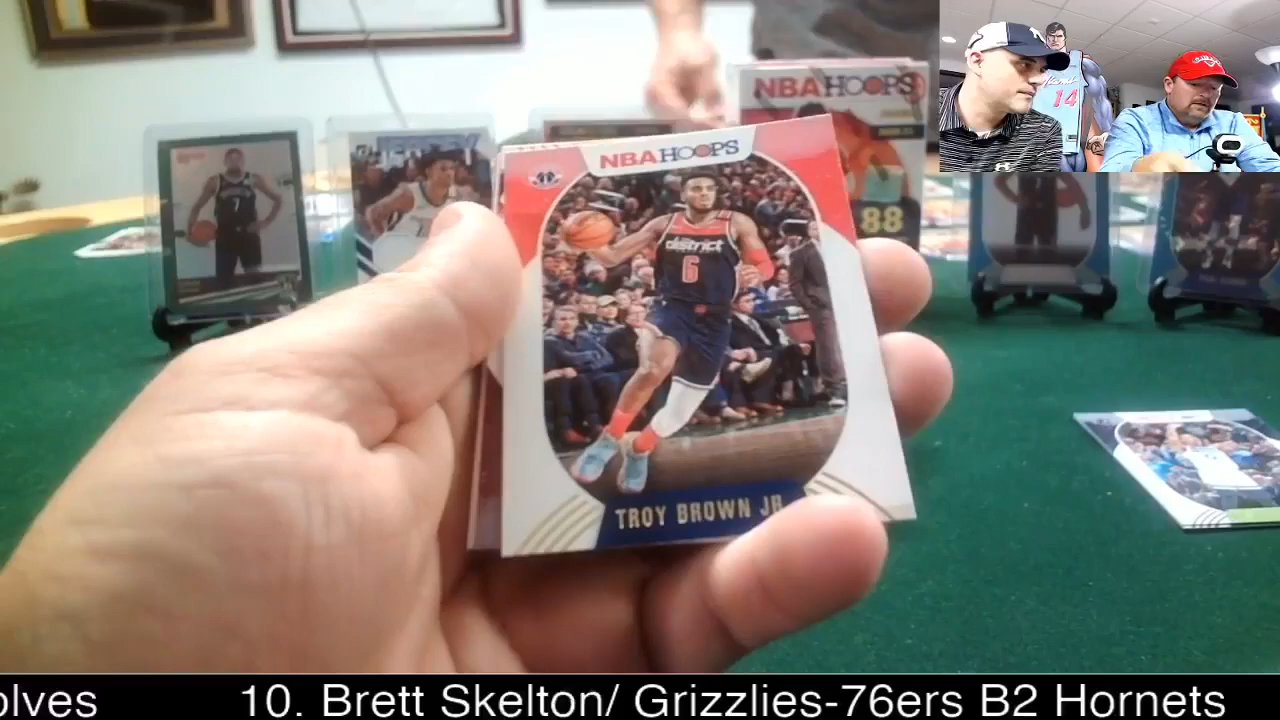 NBA HOOPS
88
NBA HOOPS
district
6
TROY BROWN JR
7
14
olves 10. Brett Skelton/ Grizzlies-76ers B2 Hornets